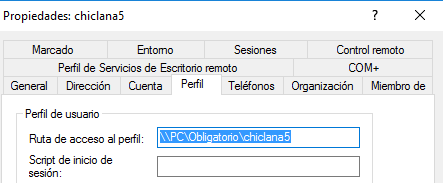 Propiedades: chiclana5
Marcado Entorno Sesiones Control remoto
Perfil de Servicios de Escritorio remoto COM+
General Dirección Cuenta Perfil Teléfonos Organización Miembro de
Perfil de usuario
Ruta de acceso al perfil: \\PC\Obligatorio\chiclana5
Script de inicio de
sesión: